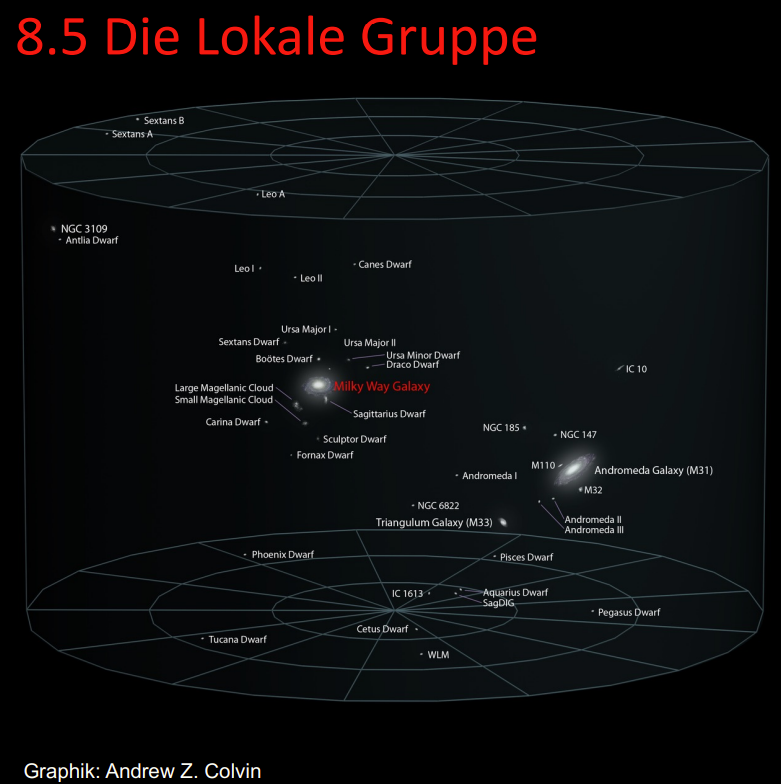 8.5 Die Lokale Gruppe
Sextans B
Sextans A
Leo A
NGC 3109
Antlia Dwarf
Canes Dwarf
Leo I
Leo II
Ursa Major I
Sextans Dwarf
Ursa Major II
Boötes Dwarf
Ursa Minor Dwarf
Draco Dwarf
IC 10
Milky Way Galaxy
Large Magellanic Cloud
Small Magellanic Cloud
Sagittarius Dwarf
Carina Dwarf
NGC 185
NGC 147
Sculptor Dwarf
Fornax Dwarf
M110
Andromeda Galaxy (M31)
Andromeda I
M32
NGC 6822
Triangulum Galaxy (M33)
Andromeda II
Andromeda III
Phoenix Dwarf
Pisces Dwarf
IC 1613
Aquarius Dwarf
SagDIG
Pegasus Dwarf
Cetus Dwarf
Tucana Dwarf
WLM
Graphik: Andrew Z. Colvin